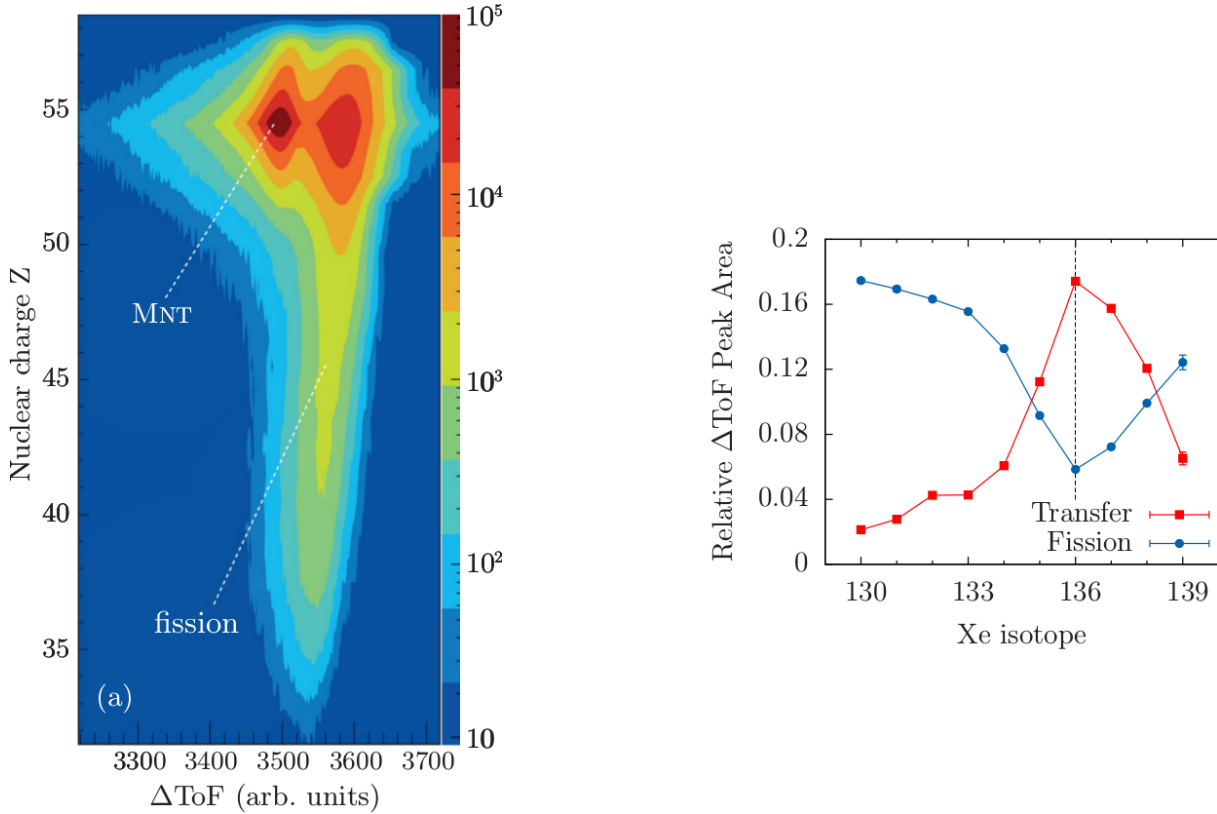 Nuclear charge Z
55
50
45
40
35
MNT
fission
(a)
3300 3400 3500 3600 3700
ΔToF (arb. units)
10⁵
10⁴
10³
10²
10
Relative ΔToF Peak Area
0.2
0.16
0.12
0.08
0.04
0
Transfer
Fission
130 133 136 139
Xe isotope